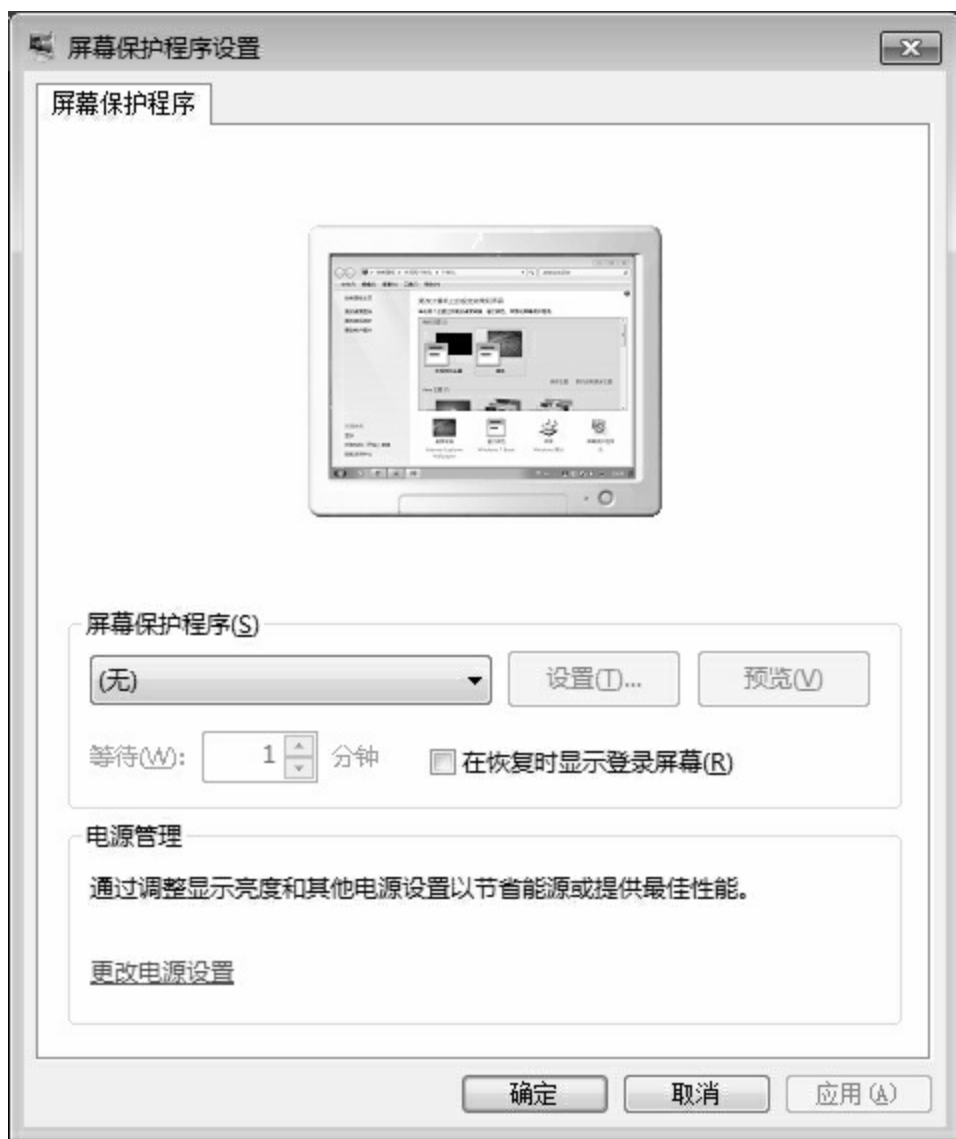 屏幕保护程序设置
屏幕保护程序
屏幕保护程序(S)
(无)
设置(T)...
预览(V)
等待(W):
1
分钟
在恢复时显示登录屏幕(R)
电源管理
通过调整显示亮度和其他电源设置以节省能源或提供最佳性能。
更改电源设置
确定
取消
应用(A)